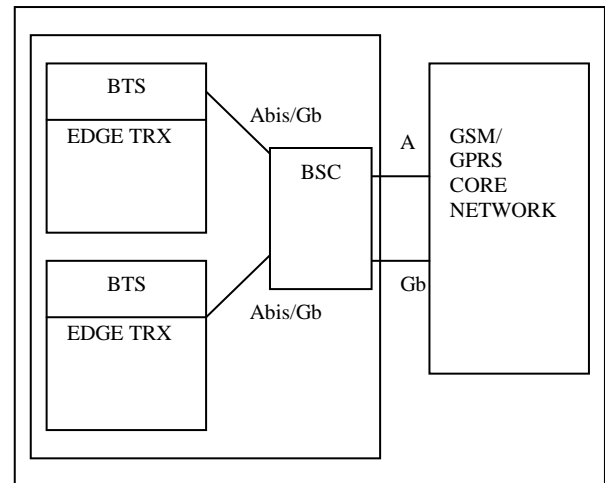 BTS
EDGE TRX
Abis/Gb
BSC
A
GSM/
GPRS
CORE
NETWORK
Gb
BTS
EDGE TRX
Abis/Gb